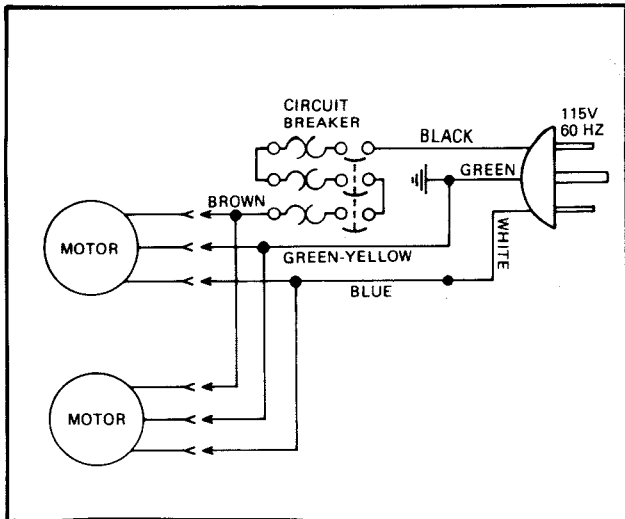 CIRCUIT
BREAKER
115V
60 HZ
BLACK
GREEN
BROWN
MOTOR
GREEN-YELLOW
WHITE
BLUE
MOTOR